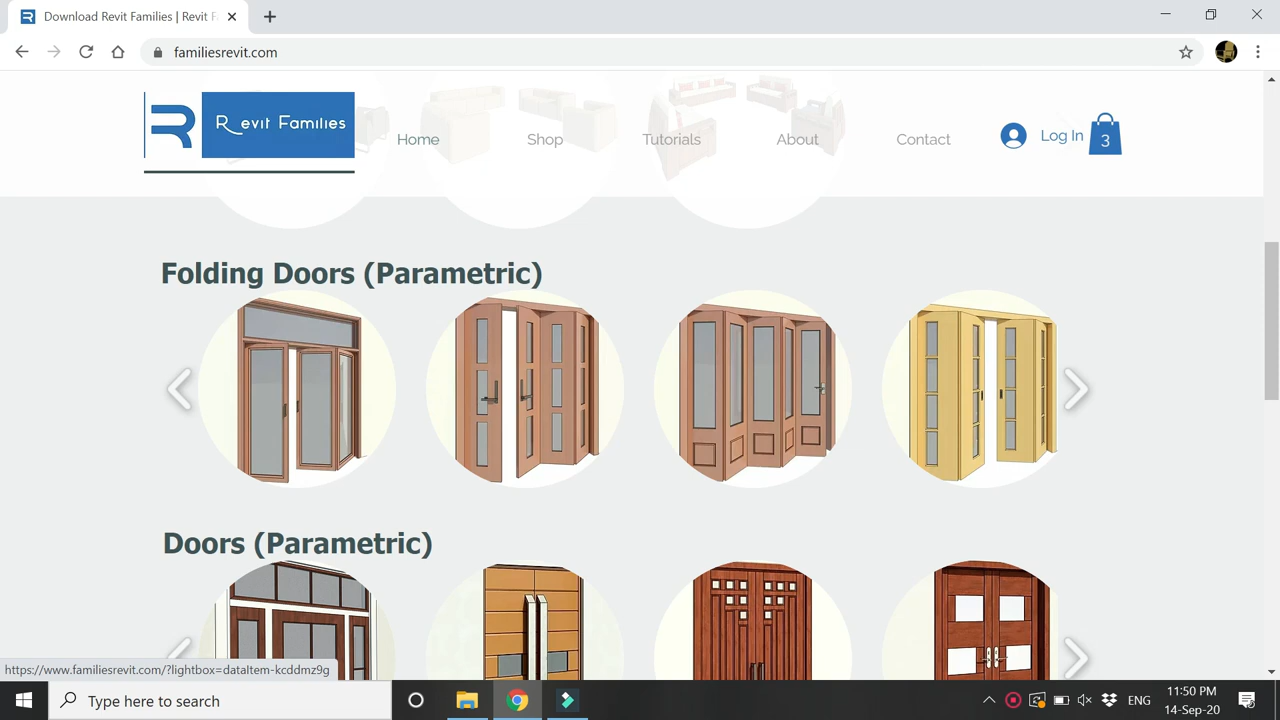 Download Revit Families | Revit F
familiesrevit.com
R
Revit Families
Home
Shop
Tutorials
About
Contact
Log In
3
Folding Doors (Parametric)
Doors (Parametric)
https://www.familiesrevit.com/?lightbox=dataItem-kcddmz9g
Type here to search
ENG
11:50 PM
14-Sep-20